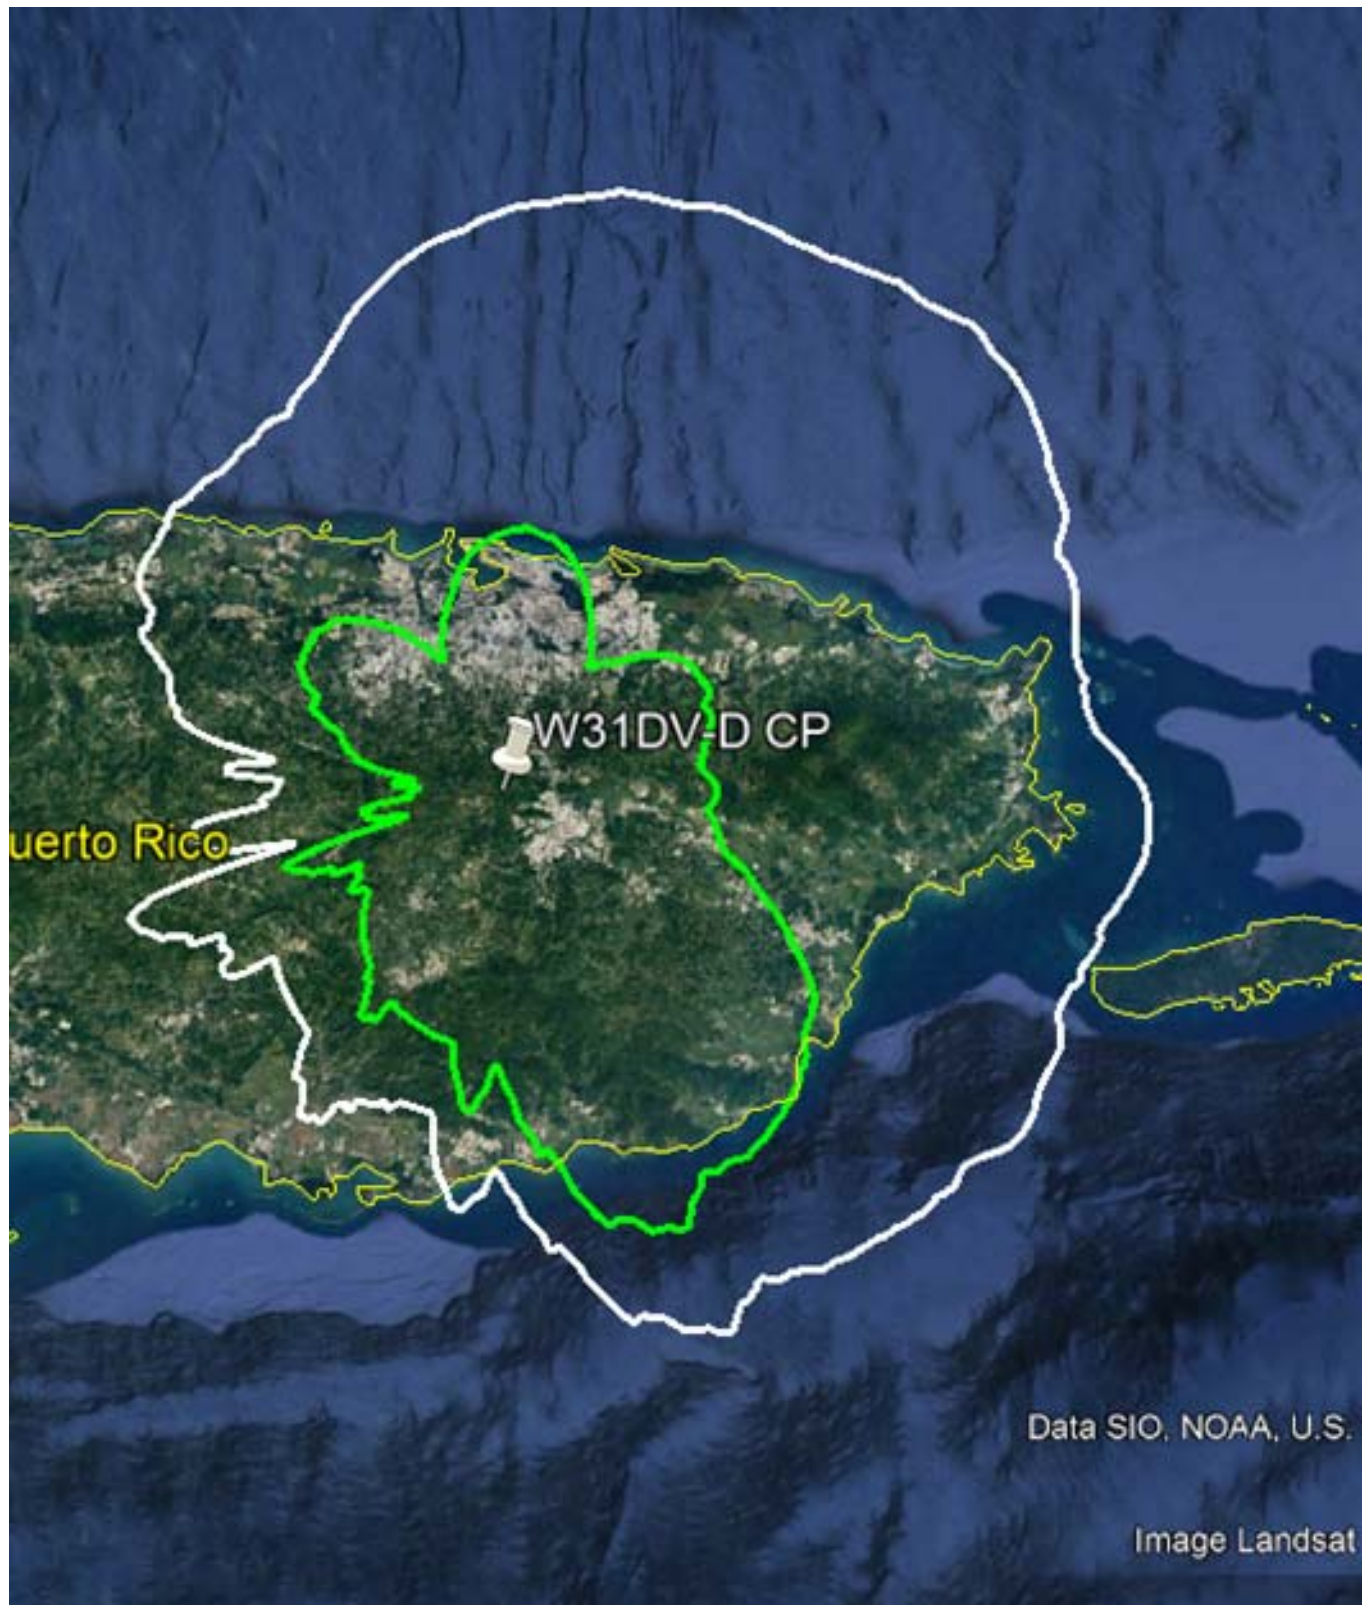 W31DV-D CP
uerto Rico
Data SIO, NOAA, U.S.
Image Landsat